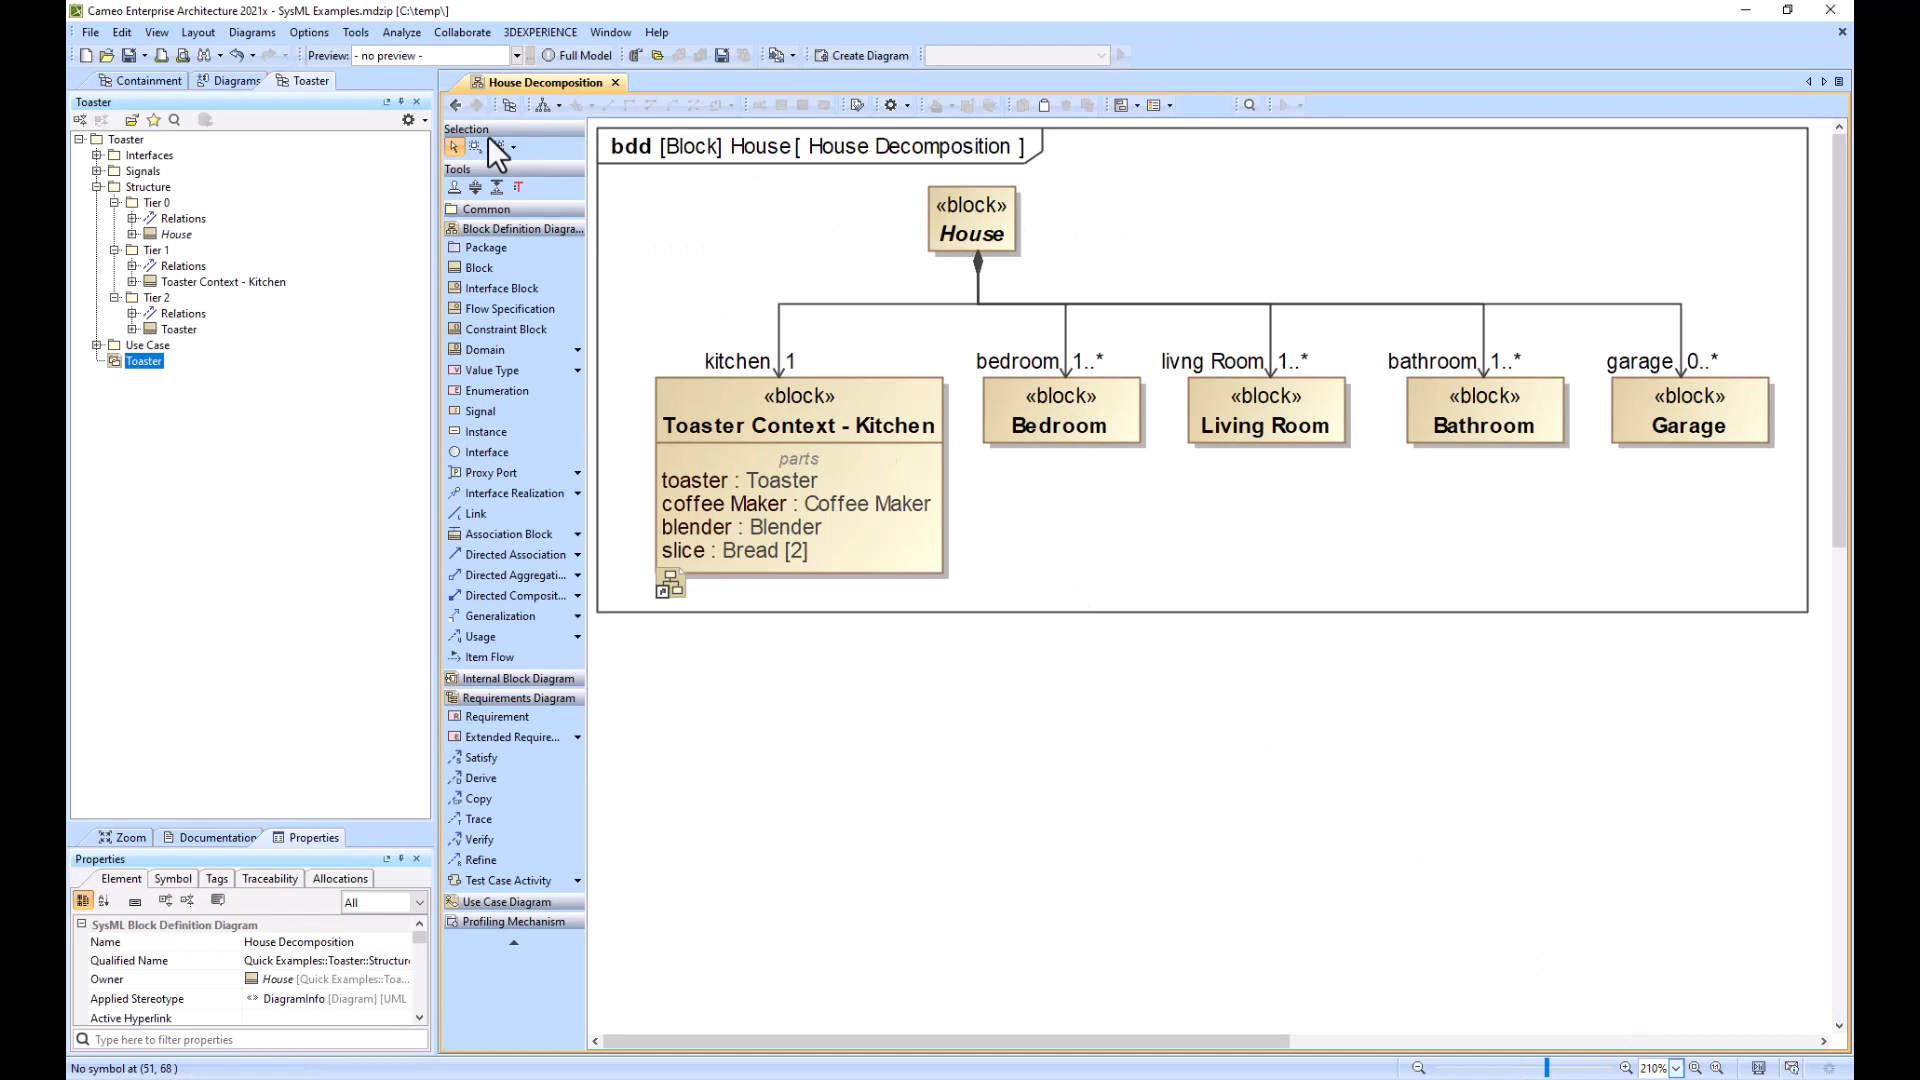 Cameo Enterprise Architecture 2021x - SysML Examples.mdzip [C:\temp\]
File Edit View Layout Diagrams Options Tools Analyze Collaborate 3DEXPERIENCE Window Help
Preview: - no preview - Full Model Create Diagram
Containment Diagrams Toaster
House Decomposition
Toaster
Toaster
Interfaces
Signals
Structure
Tier 0
Relations
House
Tier 1
Relations
Toaster Context - Kitchen
Tier 2
Relations
Toaster
Use Case
Toaster
Zoom Documentation Properties
Properties
Element Symbol Tags Traceability Allocations
All
SysML Block Definition Diagram
Name House Decomposition
Qualified Name Quick Examples::Toaster::Structure
Owner House [Quick Examples::Toa...
Applied Stereotype «» DiagramInfo [Diagram] [UML
Active Hyperlink
Type here to filter properties
No symbol at (51, 68 )
Selection
Tools
Common
Block Definition Diagra...
Package
Block
Interface Block
Flow Specification
Constraint Block
Domain
Value Type
Enumeration
Signal
Instance
Interface
Proxy Port
Interface Realization
Link
Association Block
Directed Association
Directed Aggregati...
Directed Composit...
Generalization
Usage
Item Flow
Internal Block Diagram
Requirements Diagram
Requirement
Extended Require...
Satisfy
Derive
Copy
Trace
Verify
Refine
Test Case Activity
Use Case Diagram
Profiling Mechanism
bdd [Block] House [ House Decomposition ]
«block»
House
kitchen 1 bedroom 1..* livng Room 1..* bathroom 1..* garage 0..*
«block» «block» «block» «block» «block»
Toaster Context - Kitchen Bedroom Living Room Bathroom Garage
parts
toaster : Toaster
coffee Maker : Coffee Maker
blender : Blender
slice : Bread [2]
210%